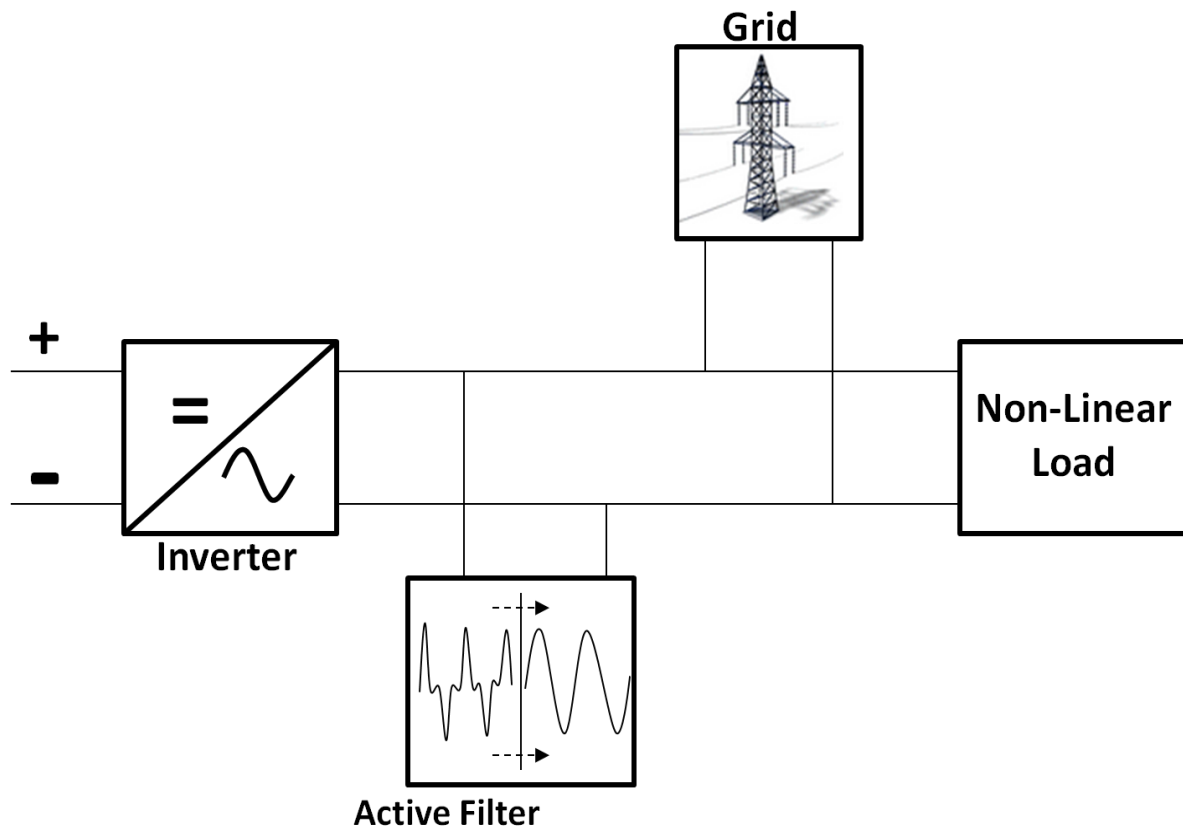 Grid
+
-
=
Inverter
Non-Linear
Load
Active Filter